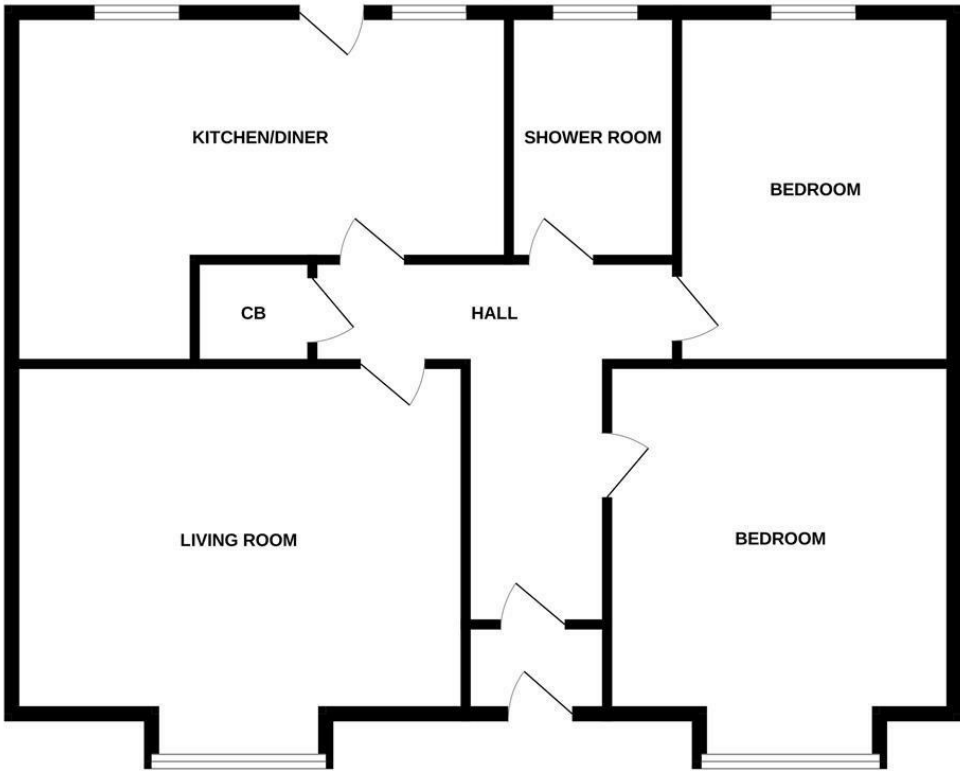 KITCHEN/DINER
SHOWER ROOM
BEDROOM
CB
HALL
LIVING ROOM
BEDROOM